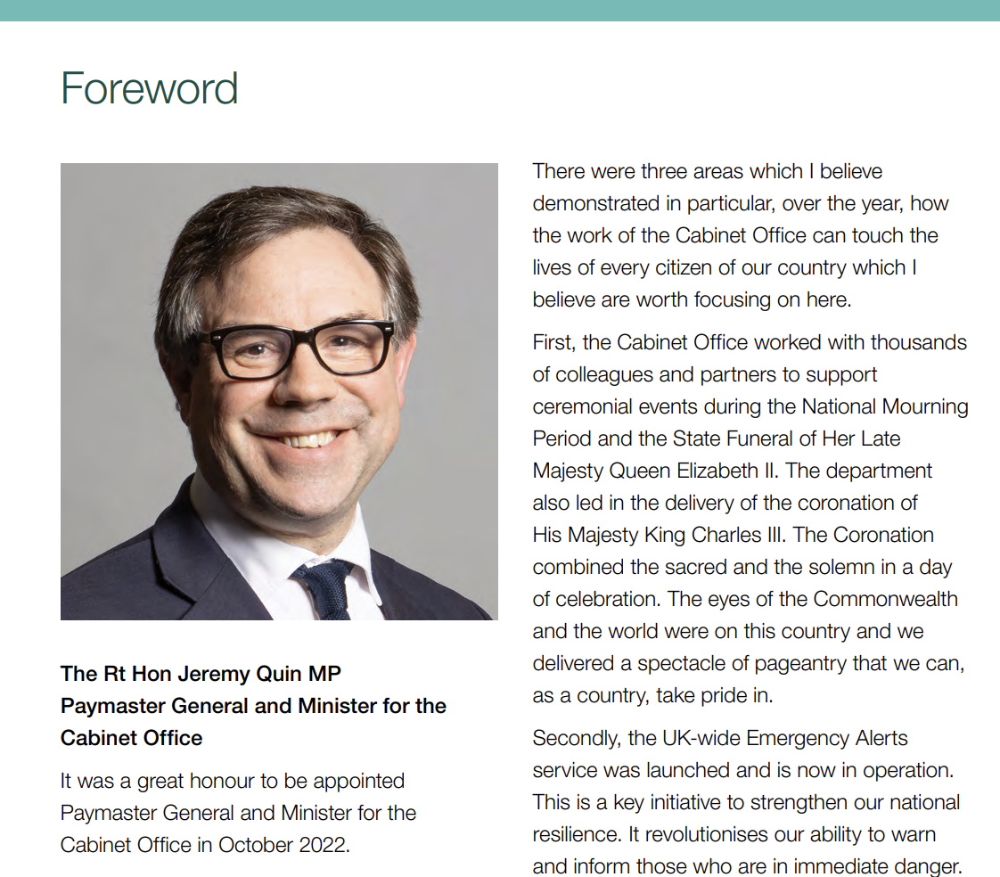 Foreword
The Rt Hon Jeremy Quin MP
Paymaster General and Minister for the
Cabinet Office
It was a great honour to be appointed
Paymaster General and Minister for the
Cabinet Office in October 2022.
There were three areas which I believe
demonstrated in particular, over the year, how
the work of the Cabinet Office can touch the
lives of every citizen of our country which I
believe are worth focusing on here.
First, the Cabinet Office worked with thousands
of colleagues and partners to support
ceremonial events during the National Mourning
Period and the State Funeral of Her Late
Majesty Queen Elizabeth II. The department
also led in the delivery of the coronation of
His Majesty King Charles III. The Coronation
combined the sacred and the solemn in a day
of celebration. The eyes of the Commonwealth
and the world were on this country and we
delivered a spectacle of pageantry that we can,
as a country, take pride in.
Secondly, the UK-wide Emergency Alerts
service was launched and is now in operation.
This is a key initiative to strengthen our national
resilience. It revolutionises our ability to warn
and inform those who are in immediate danger.